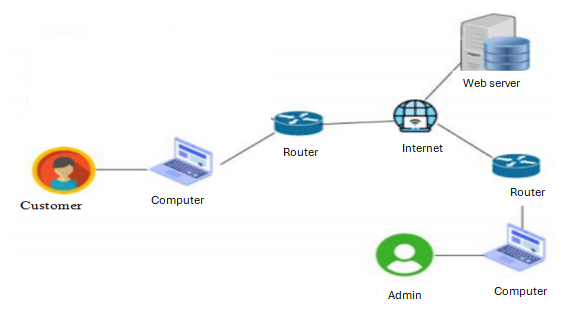 Web server
Internet
Router
Router
Computer
Customer
Computer
Admin